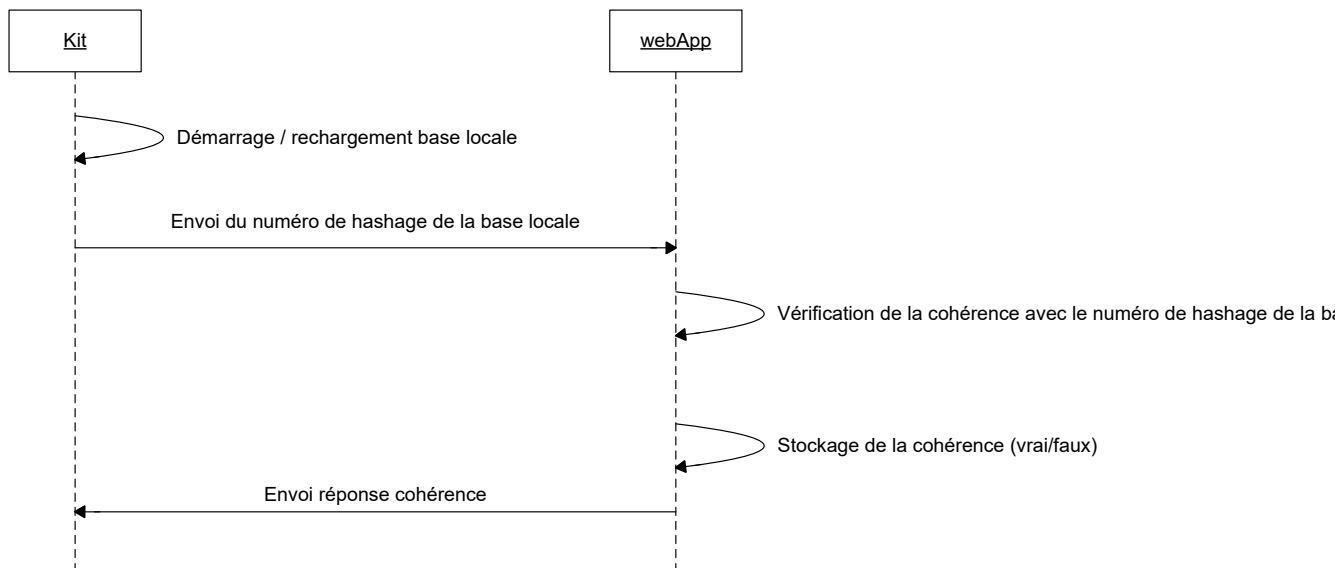 Kit
webApp
Démarrage / rechargement base locale
Envoi du numéro de hashage de la base locale
Vérification de la cohérence avec le numéro de hashage de la
Stockage de la cohérence (vrai/faux)
Envoi réponse cohérence